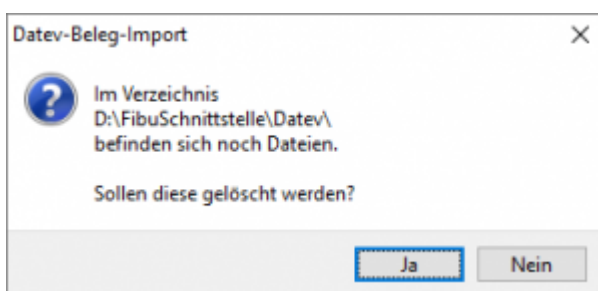 Datev-Beleg-Import
Im Verzeichnis
D:\FibuSchnittstelle\Datev\
befinden sich noch Dateien.
Sollen diese gelöscht werden?
Ja
Nein